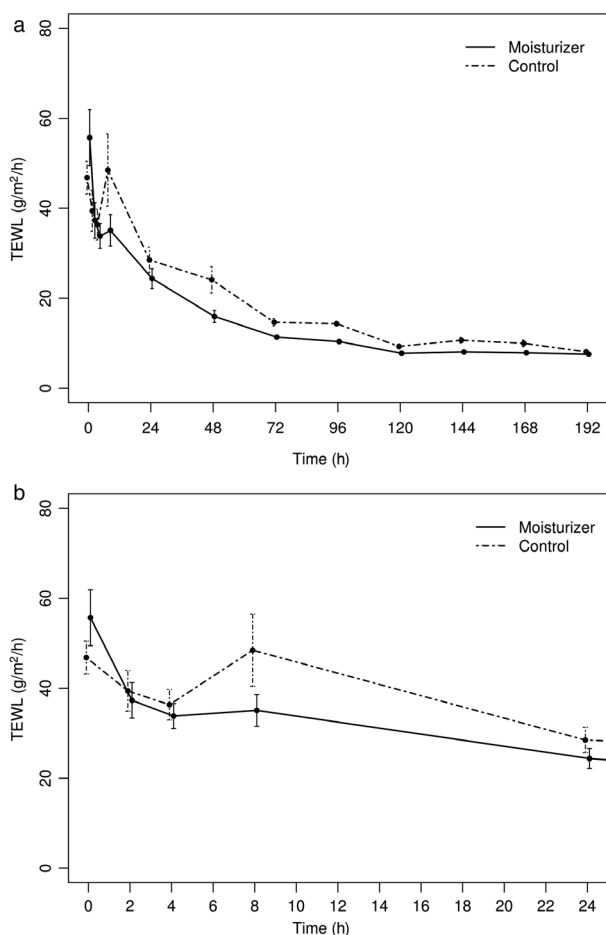 a
Moisturizer
Control
TEWL (g/m²/h)
80
60
40
20
0
0 24 48 72 96 120 144 168 192
Time (h)
b
Moisturizer
Control
TEWL (g/m²/h)
80
60
40
20
0
0 2 4 6 8 10 12 14 16 18 20 22 24
Time (h)